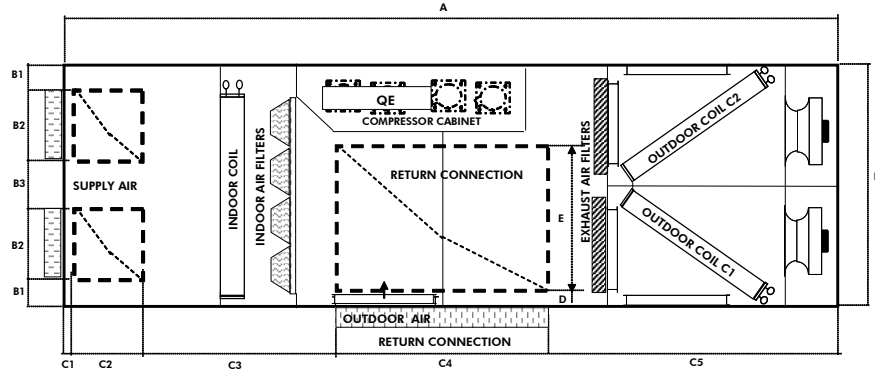 A
B1
B2
B3
B2
B1
SUPPLY AIR
INDOOR COIL
INDOOR AIR FILTERS
QE
COMPRESSOR CABINET
RETURN CONNECTION
E
D
EXHAUST AIR FILTERS
OUTDOOR COIL C2
OUTDOOR COIL C1
OUTDOOR AIR
RETURN CONNECTION
C1
C2
C3
C4
C5